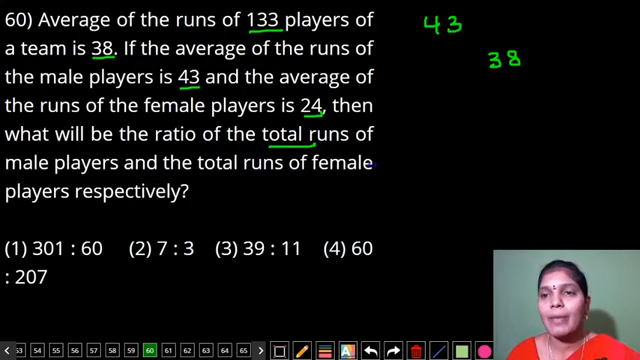 60) Average of the runs of 133 players of
a team is 38. If the average of the runs of
the male players is 43 and the average of
the runs of the female players is 24, then
what will be the ratio of the total runs of
male players and the total runs of female
players respectively?
(1) 301 : 60 (2) 7 : 3 (3) 39 : 11 (4) 60
: 207
43
38
53 54 55 56 57 58 59 60 61 62 63 64 65